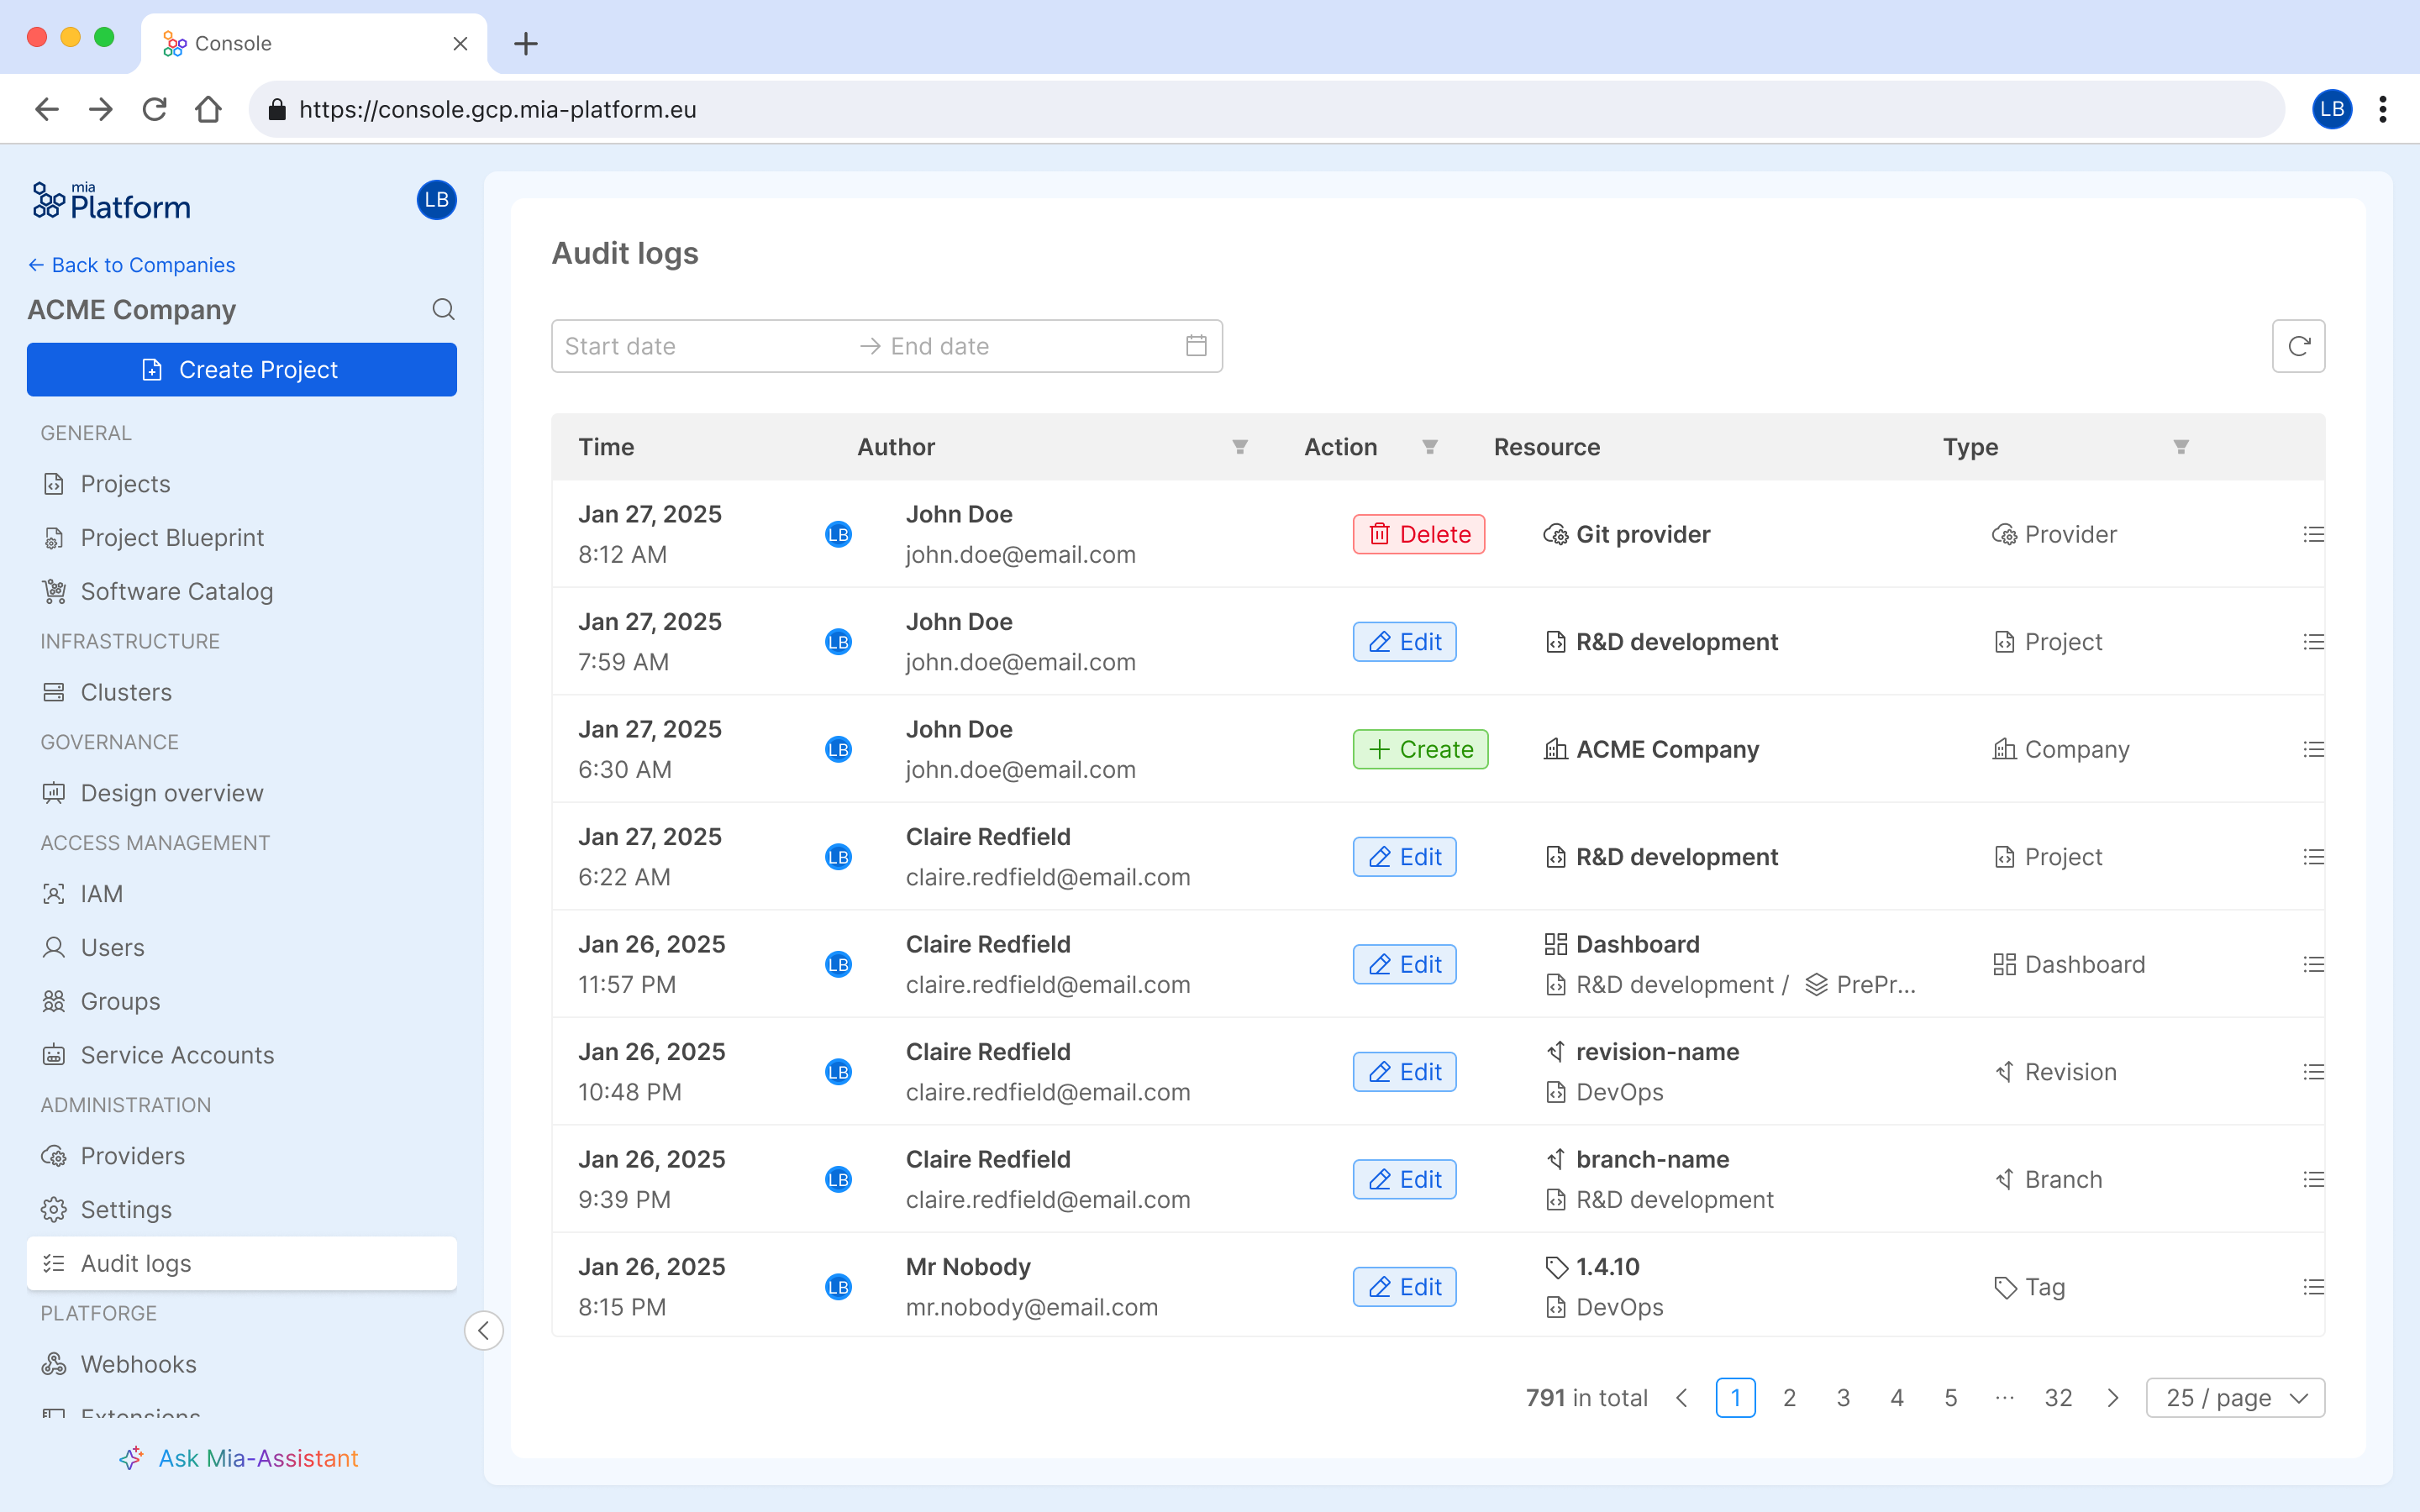 Console
https://console.gcp.mia-platform.eu
LB
mia
Platform
LB
← Back to Companies
ACME Company
Create Project
GENERAL
Projects
Project Blueprint
Software Catalog
INFRASTRUCTURE
Clusters
GOVERNANCE
Design overview
ACCESS MANAGEMENT
IAM
Users
Groups
Service Accounts
ADMINISTRATION
Providers
Settings
Audit logs
PLATFORGE
Webhooks
Extensions
Ask Mia-Assistant
Audit logs
Start date → End date
Time Author Action Resource Type
Jan 27, 2025 John Doe
LB Delete Git provider Provider
8:12 AM john.doe@email.com
Jan 27, 2025 John Doe
LB Edit R&D development Project
7:59 AM john.doe@email.com
Jan 27, 2025 John Doe
LB + Create ACME Company Company
6:30 AM john.doe@email.com
Jan 27, 2025 Claire Redfield
LB Edit R&D development Project
6:22 AM claire.redfield@email.com
Jan 26, 2025 Claire Redfield Dashboard
LB Edit Dashboard
11:57 PM claire.redfield@email.com R&D development / PrePr...
Jan 26, 2025 Claire Redfield revision-name
LB Edit Revision
10:48 PM claire.redfield@email.com DevOps
Jan 26, 2025 Claire Redfield branch-name
LB Edit Branch
9:39 PM claire.redfield@email.com R&D development
Jan 26, 2025 Mr Nobody 1.4.10
LB Edit Tag
8:15 PM mr.nobody@email.com DevOps
791 in total 1 2 3 4 5 ··· 32 25 / page